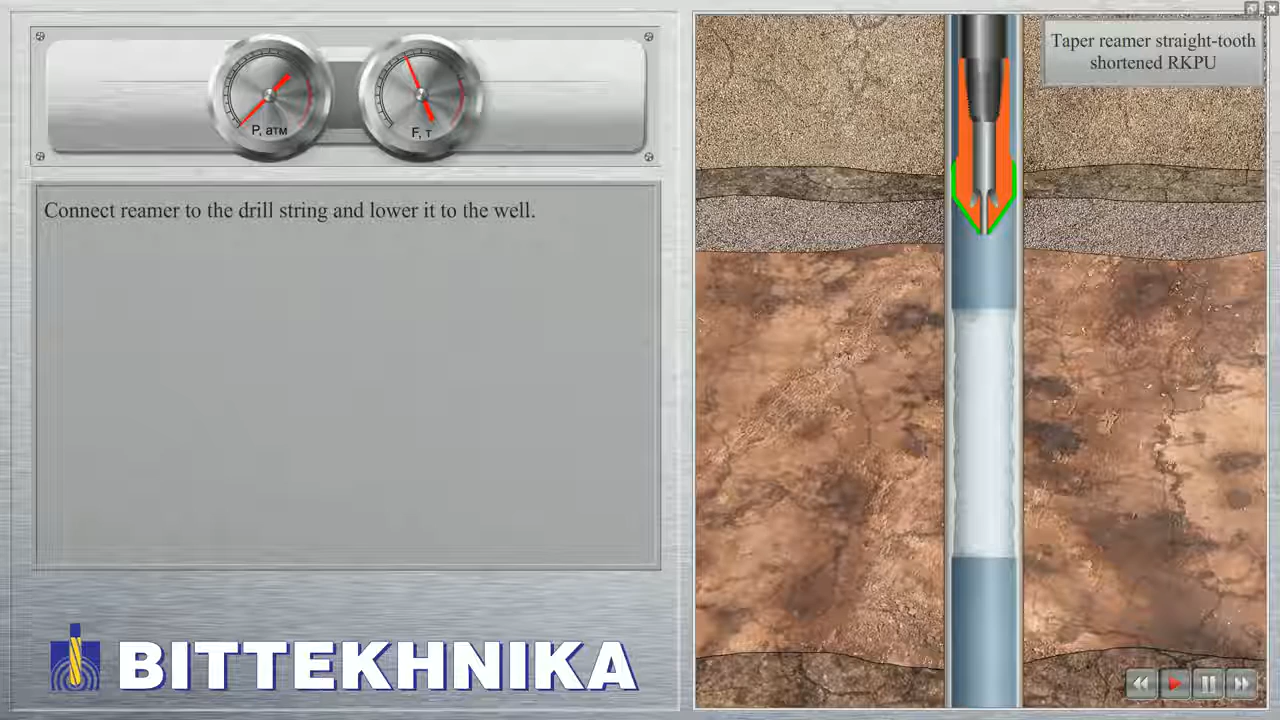 P, атм
F, т
Connect reamer to the drill string and lower it to the well.
BITTEKHNIKA
Taper reamer straight-tooth
shortened RKPU